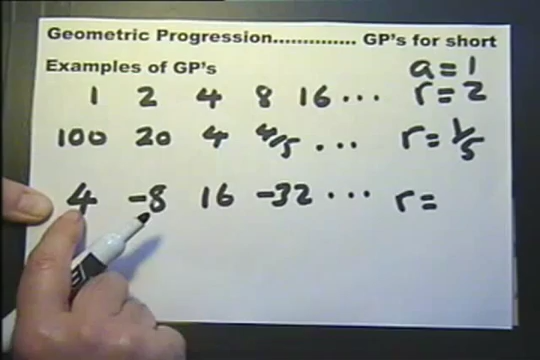 Geometric Progression.............. GP's for short
Examples of GP's
a = 1
1 2 4 8 16 ... r = 2
100 20 4 4/5 ... r = 1/5
4 -8 16 -32 ... r =